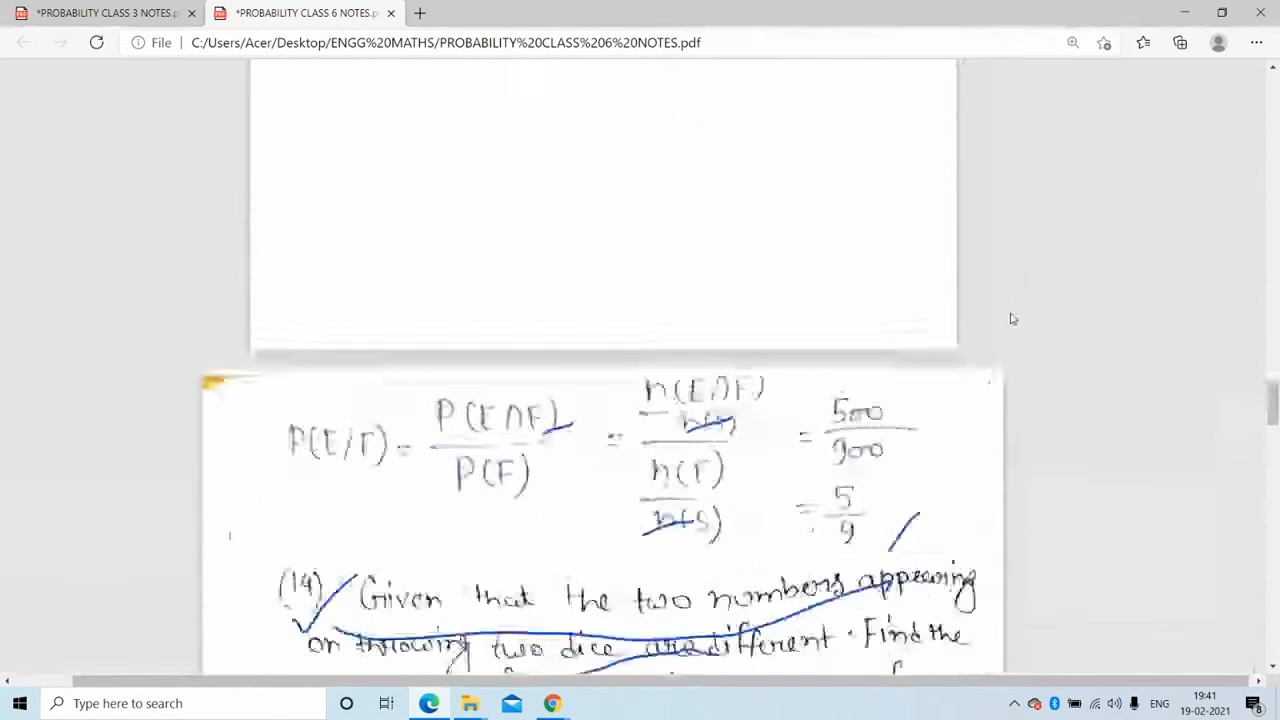 *PROBABILITY CLASS 3 NOTES.p
*PROBABILITY CLASS 6 NOTES.p
File
C:/Users/Acer/Desktop/ENGG%20MATHS/PROBABILITY%20CLASS%206%20NOTES.pdf
P(E/F) = P(E∩F) / P(F) = n(E∩F) / n(S) / n(F) / n(S) = 500 / 900
= 5 / 9
(14) Given that the two numbers appearing
on throwing two dice are different. Find the
Type here to search
ENG
19:41
19-02-2021
8